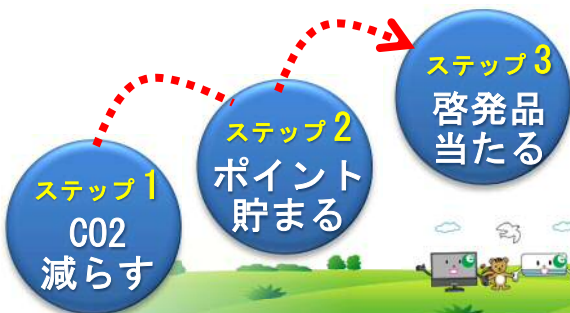 ステップ1
CO2
減らす
ステップ2
ポイント
貯まる
ステップ3
啓発品
当たる